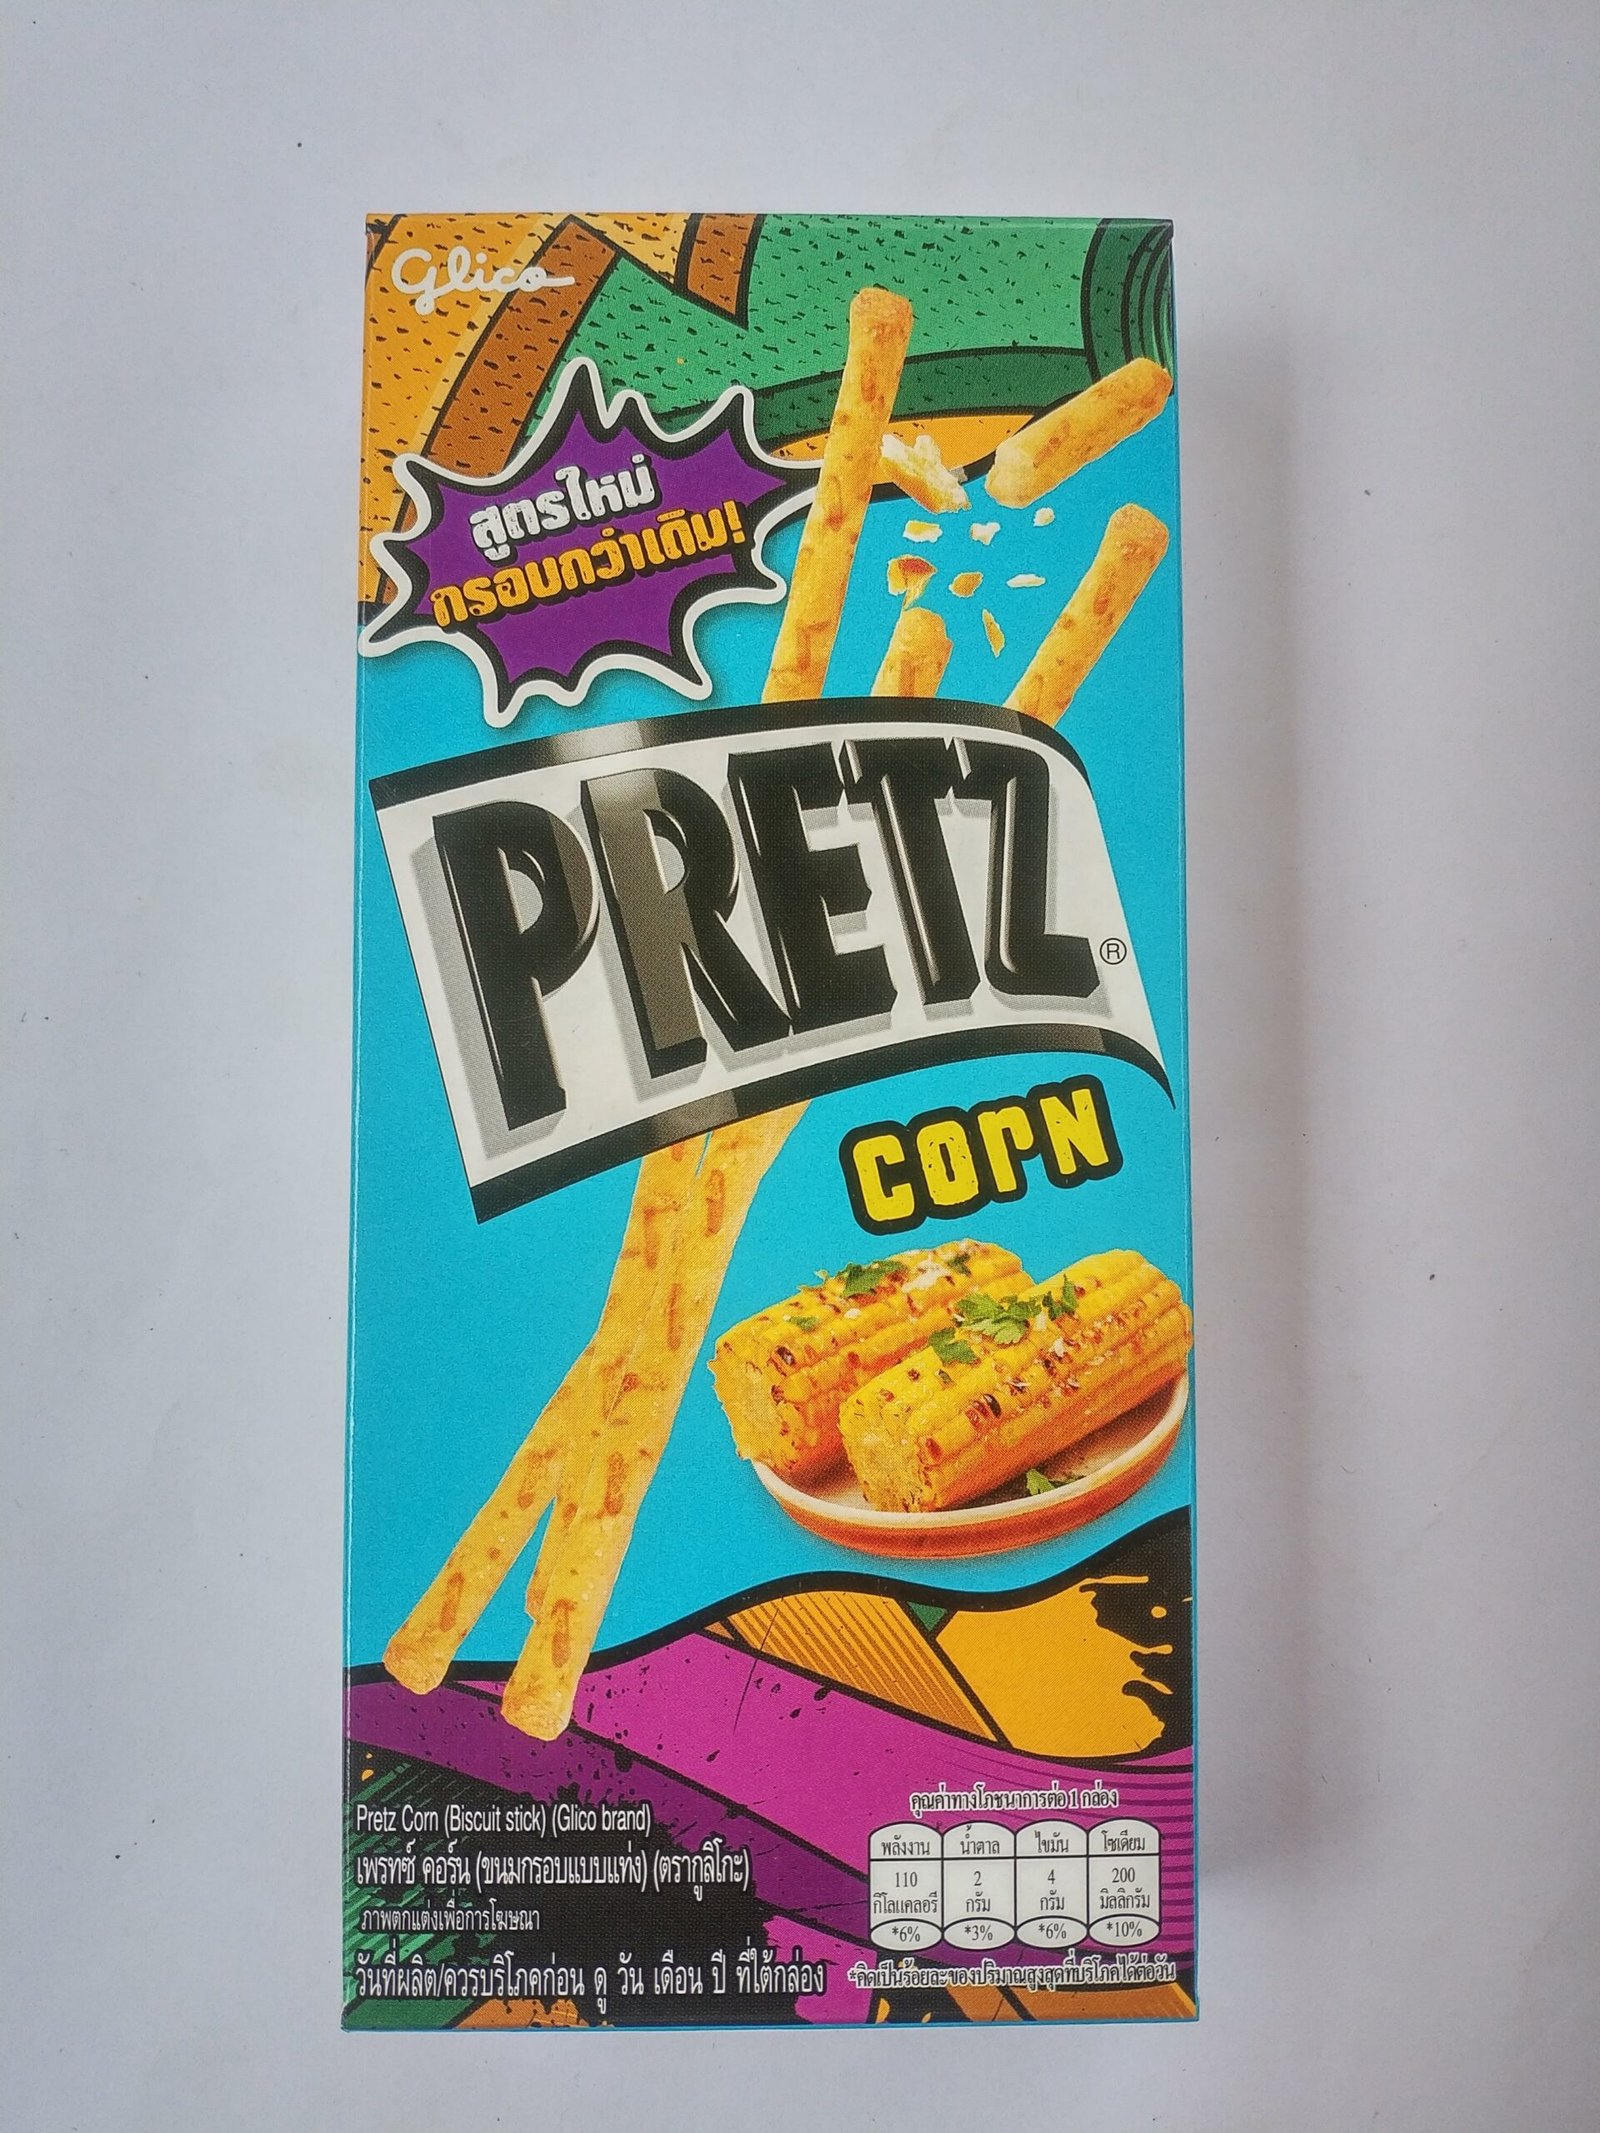 Glico
สูตรใหม่
กรอบกว่าเดิม!
PRETZ®
CORN
Pretz Corn (Biscuit stick) (Glico brand)
เพรทซ์ คอร์น (ขนมกรอบแบบแท่ง) (ตรากูลิโกะ)
ภาพตกแต่งเพื่อการโฆษณา
วันที่ผลิต/ควรบริโภคก่อน ดู วัน เดือน ปี ที่ใต้กล่อง
คุณค่าทางโภชนาการต่อ 1 กล่อง
พลังงาน น้ำตาล ไขมัน โซเดียม
110 2 4 200
กิโลแคลอรี กรัม กรัม มิลลิกรัม
*6% *3% *6% *10%
*คิดเป็นร้อยละของปริมาณสูงสุดที่บริโภคได้ต่อวัน